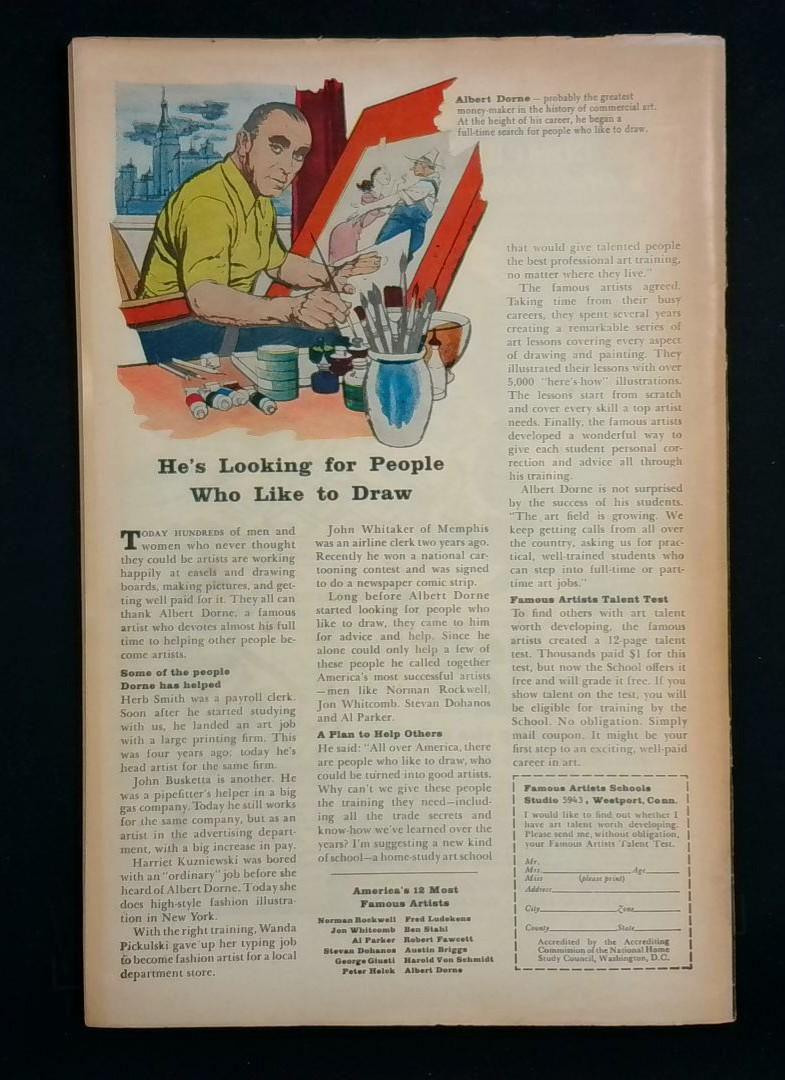 Albert Dorne — probably the greatest
money-maker in the history of commercial art.
At the height of his career, he began a
full-time search for people who like to draw.
He's Looking for People
Who Like to Draw
TODAY HUNDREDS of men and
women who never thought
they could be artists are working
happily at easels and drawing
boards, making pictures, and get-
ting well paid for it. They all can
thank Albert Dorne, a famous
artist who devotes almost his full
time to helping other people be-
come artists.
Some of the people
Dorne has helped
Herb Smith was a payroll clerk.
Soon after he started studying
with us, he landed an art job
with a large printing firm. This
was four years ago; today he's
head artist for the same firm.
John Busketta is another. He
was a pipefitter's helper in a big
gas company. Today he still works
for the same company, but as an
artist in the advertising depart-
ment, with a big increase in pay.
Harriet Kuzniewski was bored
with an "ordinary" job before she
heard of Albert Dorne. Today she
does high-style fashion illustra-
tion in New York.
With the right training, Wanda
Pickulski gave up her typing job
to become fashion artist for a local
department store.
John Whitaker of Memphis
was an airline clerk two years ago.
Recently he won a national car-
tooning contest and was signed
to do a newspaper comic strip.
Long before Albert Dorne
started looking for people who
like to draw, they came to him
for advice and help. Since he
alone could only help a few of
these people he called together
America's most successful artists
—men like Norman Rockwell,
Jon Whitcomb, Stevan Dohanos
and Al Parker.
A Plan to Help Others
He said: "All over America, there
are people who like to draw, who
could be turned into good artists.
Why can't we give these people
the training they need—includ-
ing all the trade secrets and
know-how we've learned over the
years? I'm suggesting a new kind
of school—a home-study art school
America's 12 Most
Famous Artists
Norman Rockwell Fred Ludekens
Jon Whitcomb Ben Stahl
Al Parker Robert Fawcett
Stevan Dohanos Austin Briggs
George Giusti Harold Von Schmidt
Peter Helck Albert Dorne
that would give talented people
the best professional art training,
no matter where they live."
The famous artists agreed.
Taking time from their busy
careers, they spent several years
creating a remarkable series of
art lessons covering every aspect
of drawing and painting. They
illustrated their lessons with over
5,000 "here's-how" illustrations.
The lessons start from scratch
and cover every skill a top artist
needs. Finally, the famous artists
developed a wonderful way to
give each student personal cor-
rection and advice all through
his training.
Albert Dorne is not surprised
by the success of his students.
"The art field is growing. We
keep getting calls from all over
the country, asking us for prac-
tical, well-trained students who
can step into full-time or part-
time art jobs."
Famous Artists Talent Test
To find others with art talent
worth developing, the famous
artists created a 12-page talent
test. Thousands paid $1 for this
test, but now the School offers it
free and will grade it free. If you
show talent on the test, you will
be eligible for training by the
School. No obligation. Simply
mail coupon. It might be your
first step to an exciting, well-paid
career in art.
Famous Artists Schools
Studio 5943, Westport, Conn.
I would like to find out whether I
have art talent worth developing.
Please send me, without obligation,
your Famous Artists Talent Test.
Mr.
Mrs. Age
Miss (please print)
Address
City Zone
County State
Accredited by the Accrediting
Commission of the National Home
Study Council, Washington, D.C.